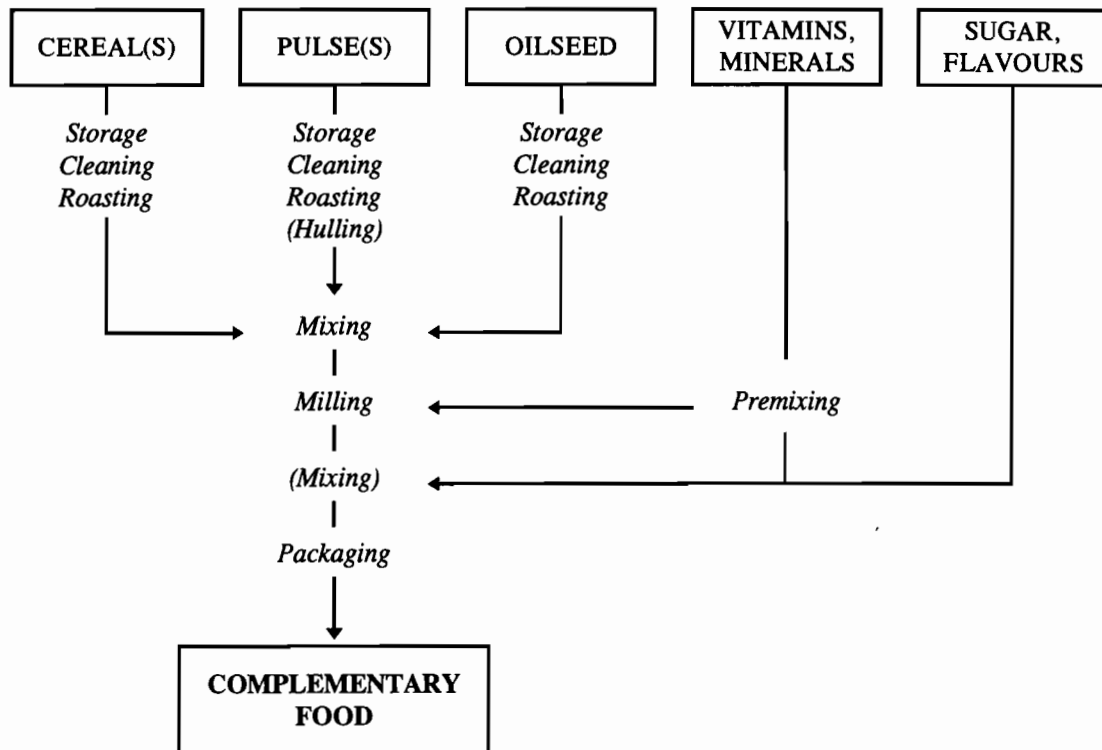 CEREAL(S)
PULSE(S)
OILSEED
VITAMINS,
MINERALS
SUGAR,
FLAVOURS
Storage
Cleaning
Roasting
Storage
Cleaning
Roasting
(Hulling)
Storage
Cleaning
Roasting
Mixing
Milling
Premixing
(Mixing)
Packaging
COMPLEMENTARY
FOOD